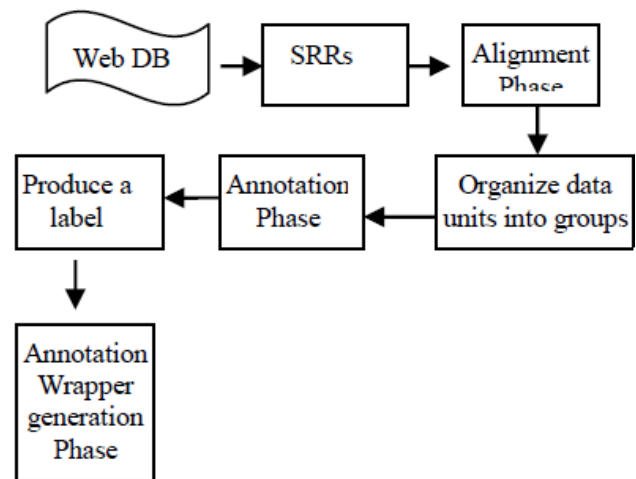 Web DB
SRRs
Alignment
Phase
Organize data
units into groups
Annotation
Phase
Produce a
label
Annotation
Wrapper
generation
Phase